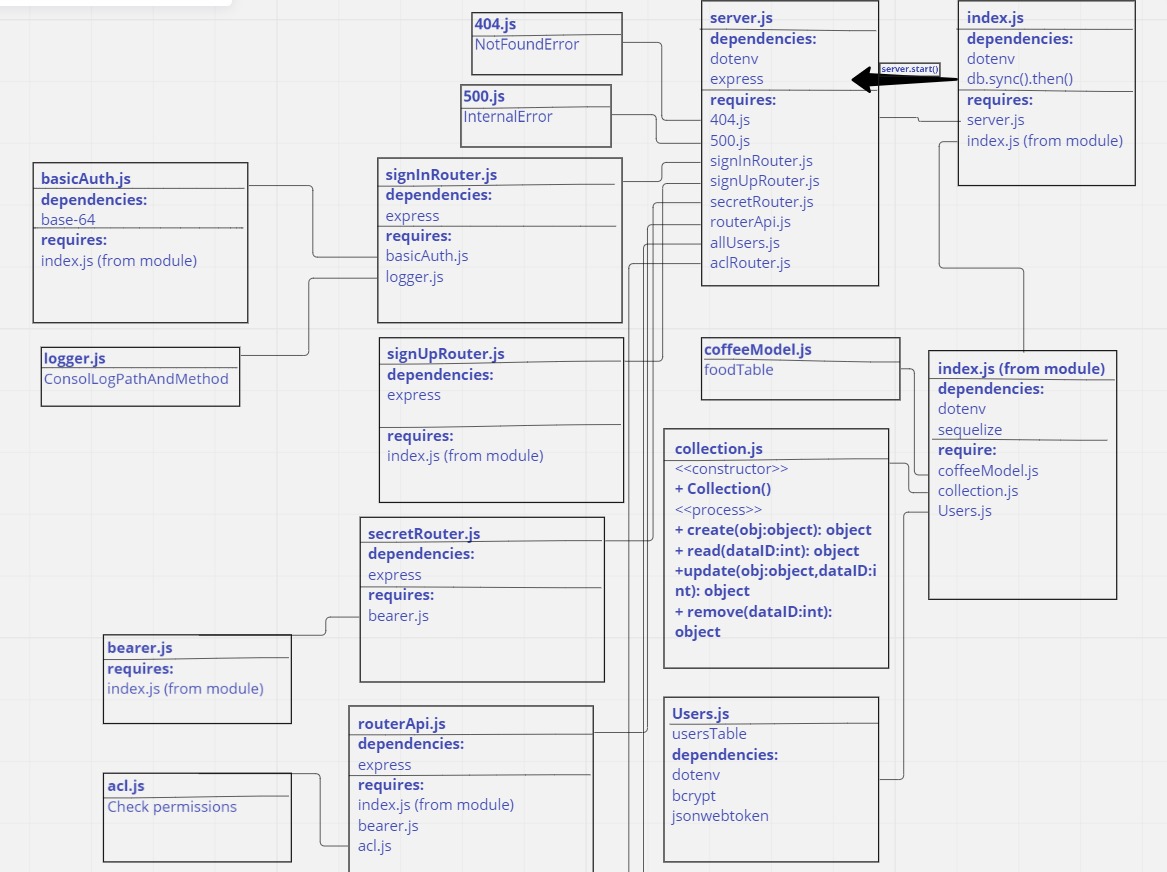 404.js
NotFoundError
500.js
InternalError
server.js
dependencies:
dotenv
express
requires:
404.js
500.js
signInRouter.js
signUpRouter.js
secretRouter.js
routerApi.js
allUsers.js
aclRouter.js
server.start()
index.js
dependencies:
dotenv
db.sync().then()
requires:
server.js
index.js (from module)
basicAuth.js
dependencies:
base-64
requires:
index.js (from module)
signInRouter.js
dependencies:
express
requires:
basicAuth.js
logger.js
logger.js
ConsolLogPathAndMethod
signUpRouter.js
dependencies:
express
requires:
index.js (from module)
coffeeModel.js
foodTable
index.js (from module)
dependencies:
dotenv
sequelize
require:
coffeeModel.js
collection.js
Users.js
collection.js
<<constructor>>
+ Collection()
<<process>>
+ create(obj:object): object
+ read(dataID:int): object
+update(obj:object,dataID:i
nt): object
+ remove(dataID:int):
object
secretRouter.js
dependencies:
express
requires:
bearer.js
bearer.js
requires:
index.js (from module)
routerApi.js
dependencies:
express
requires:
index.js (from module)
bearer.js
acl.js
acl.js
Check permissions
Users.js
usersTable
dependencies:
dotenv
bcrypt
jsonwebtoken